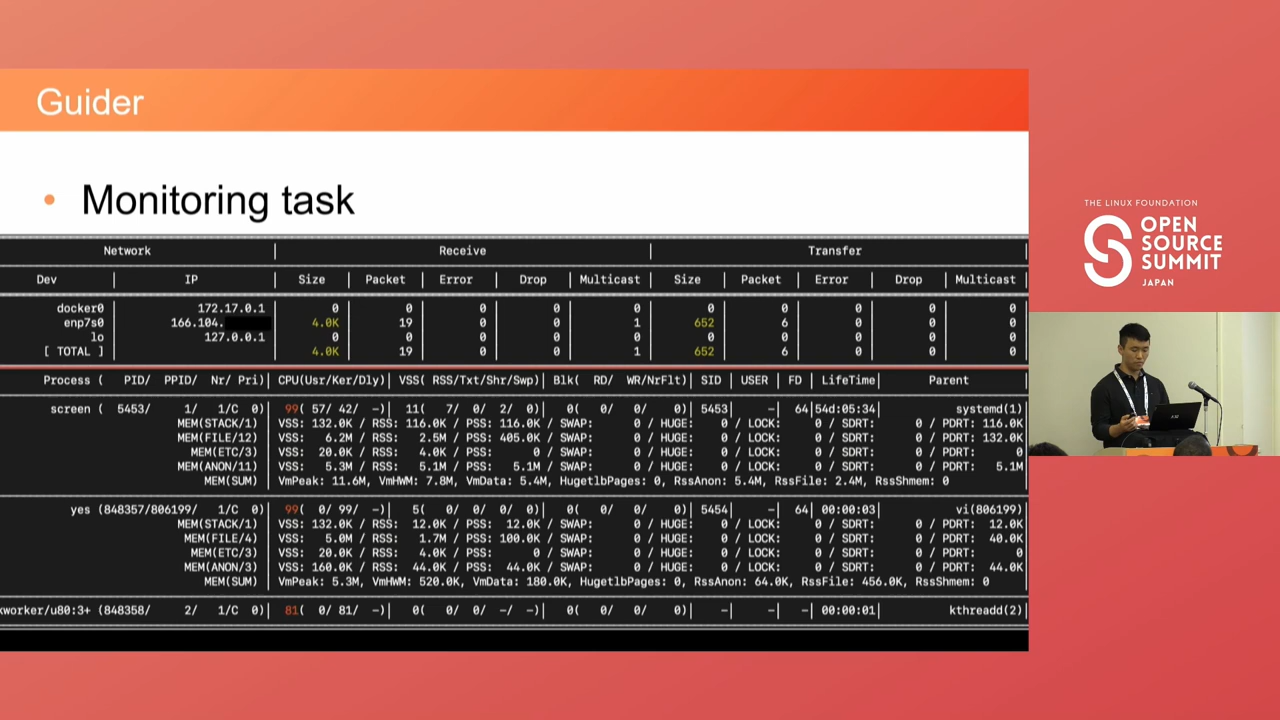 Guider
• Monitoring task
Network | Receive | Transfer
Dev | IP | Size | Packet | Error | Drop | Multicast | Size | Packet | Error | Drop | Multicast
docker0 | 172.17.0.1 | 0 | 0 | 0 | 0 | 0 | 0 | 0 | 0 | 0 | 0
enp7s0 | 166.104. | 4.0K | 19 | 0 | 0 | 1 | 652 | 6 | 0 | 0 | 0
lo | 127.0.0.1 | 0 | 0 | 0 | 0 | 0 | 0 | 0 | 0 | 0 | 0
[ TOTAL ] | | 4.0K | 19 | 0 | 0 | 1 | 652 | 6 | 0 | 0 | 0
Process ( PID/ PPID/ Nr/ Pri)| CPU(Usr/Ker/Dly)| VSS( RSS/Txt/Shr/Swp)| Blk( RD/ WR/NrFlt)| SID | USER | FD |LifeTime| Parent
screen ( 5453/ 1/ 1/C 0)| 99( 57/ 42/ -)| 11( 7/ 0/ 2/ 0)| 0( 0/ 0/ 0)| 5453| -| 64|54d:05:34| systemd(1)
MEM(STACK/1) | VSS: 132.0K / RSS: 116.0K / PSS: 116.0K / SWAP: 0 / HUGE: 0 / LOCK: 0 / SDRT: 0 / PDRT: 116.0K
MEM(FILE/12) | VSS: 6.2M / RSS: 2.5M / PSS: 405.0K / SWAP: 0 / HUGE: 0 / LOCK: 0 / SDRT: 0 / PDRT: 132.0K
MEM(ETC/3) | VSS: 20.0K / RSS: 4.0K / PSS: 0 / SWAP: 0 / HUGE: 0 / LOCK: 0 / SDRT: 0 / PDRT: 0
MEM(ANON/11) | VSS: 5.3M / RSS: 5.1M / PSS: 5.1M / SWAP: 0 / HUGE: 0 / LOCK: 0 / SDRT: 0 / PDRT: 5.1M
MEM(SUM) | VmPeak: 11.6M, VmHWM: 7.8M, VmData: 5.4M, HugetlbPages: 0, RssAnon: 5.4M, RssFile: 2.4M, RssShmem: 0
yes (848357/806199/ 1/C 0)| 99( 0/ 99/ -)| 5( 0/ 0/ 0/ 0)| 0( 0/ 0/ 0)| 5454| -| 64|00:00:03| vi(806199)
MEM(STACK/1) | VSS: 132.0K / RSS: 12.0K / PSS: 12.0K / SWAP: 0 / HUGE: 0 / LOCK: 0 / SDRT: 0 / PDRT: 12.0K
MEM(FILE/4) | VSS: 5.0M / RSS: 1.7M / PSS: 100.0K / SWAP: 0 / HUGE: 0 / LOCK: 0 / SDRT: 0 / PDRT: 40.0K
MEM(ETC/3) | VSS: 20.0K / RSS: 4.0K / PSS: 0 / SWAP: 0 / HUGE: 0 / LOCK: 0 / SDRT: 0 / PDRT: 0
MEM(ANON/3) | VSS: 160.0K / RSS: 44.0K / PSS: 44.0K / SWAP: 0 / HUGE: 0 / LOCK: 0 / SDRT: 0 / PDRT: 44.0K
MEM(SUM) | VmPeak: 5.3M, VmHWM: 520.0K, VmData: 180.0K, HugetlbPages: 0, RssAnon: 64.0K, RssFile: 456.0K, RssShmem: 0
kworker/u80:3+ (848358/ 2/ 1/C 0)| 81( 0/ 81/ -)| 0( 0/ 0/ -/ -)| 0( 0/ 0/ 0)| -| -| -|00:00:01| kthreadd(2)
THE LINUX FOUNDATION
OPEN
SOURCE
SUMMIT
JAPAN